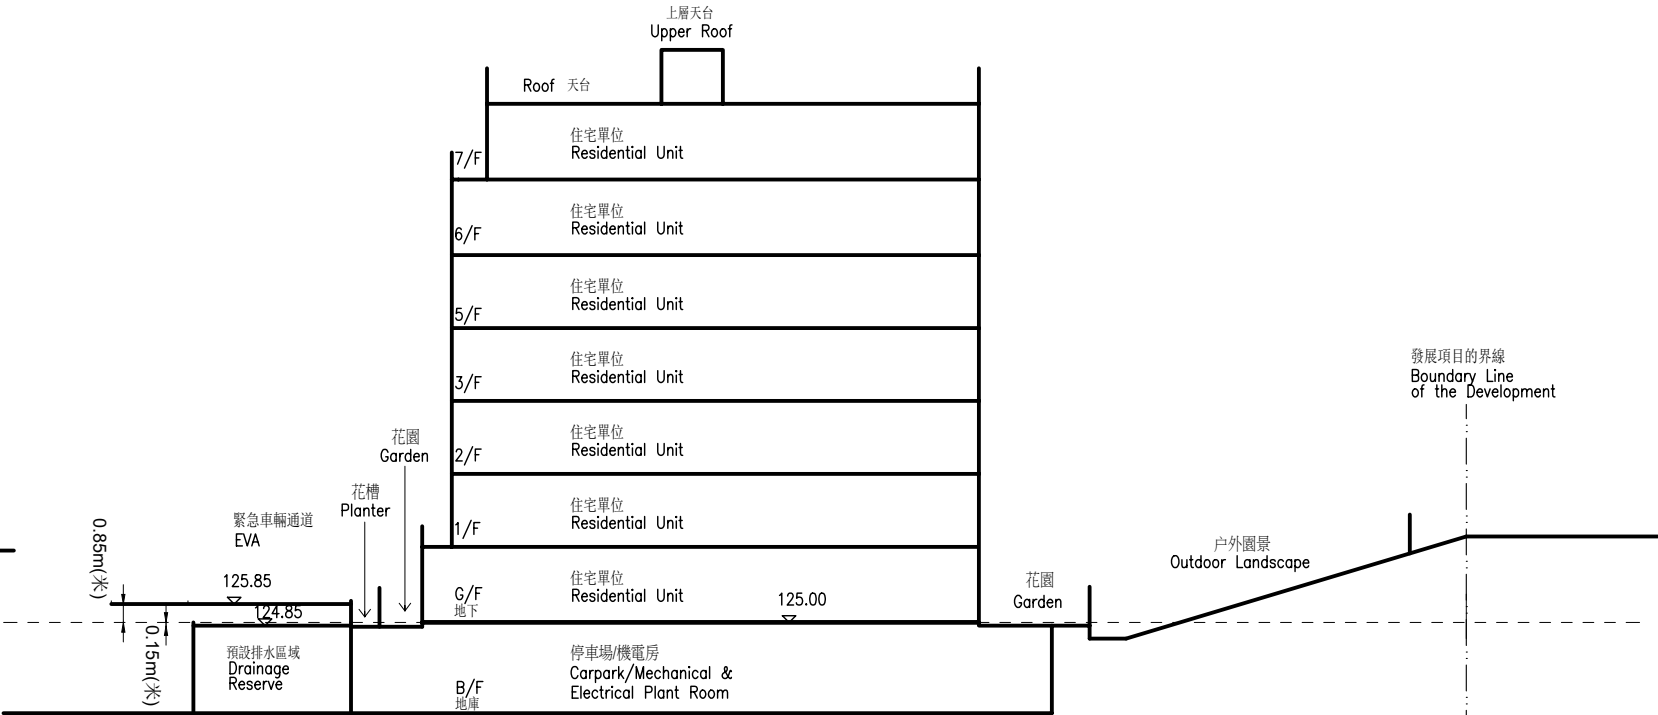 上層天台
Upper Roof
Roof 天台
住宅單位
Residential Unit
7/F
住宅單位
Residential Unit
6/F
住宅單位
Residential Unit
5/F
住宅單位
Residential Unit
3/F
住宅單位
Residential Unit
2/F
住宅單位
Residential Unit
1/F
住宅單位
Residential Unit
G/F
地下
125.00
停車場/機電房
Carpark/Mechanical &
Electrical Plant Room
B/F
地庫
花園
Garden
花槽
Planter
緊急車輛通道
EVA
0.85m(米)
125.85
124.85
0.15m(米)
預設排水區域
Drainage
Reserve
花園
Garden
户外園景
Outdoor Landscape
發展項目的界線
Boundary Line
of the Development